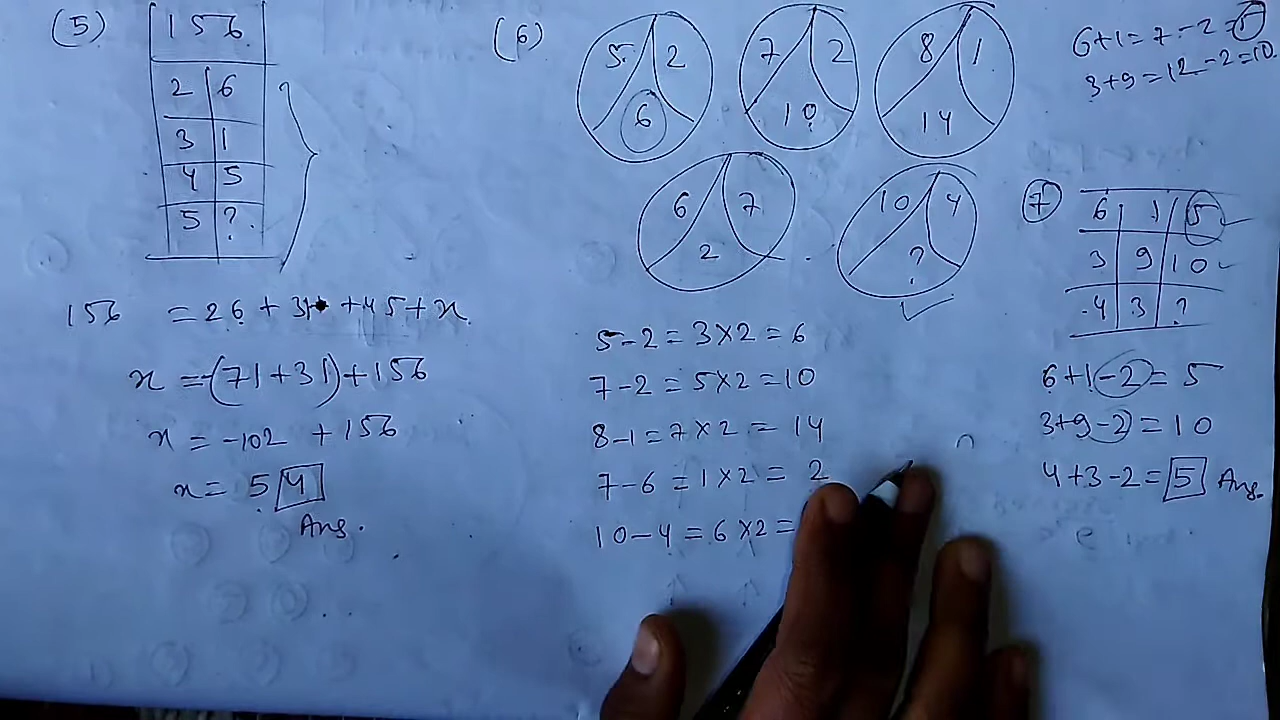 (5)
156
2 6
3 1
4 5
5 ?
156 = 26 + 31 + 45 + x
x = -(71 + 31) + 156
x = -102 + 156
x = 54
Ans.
(6)
5 2
6
7 2
10
8 1
14
6 7
2
10 4
?
5 - 2 = 3 × 2 = 6
7 - 2 = 5 × 2 = 10
8 - 1 = 7 × 2 = 14
7 - 6 = 1 × 2 = 2
10 - 4 = 6 × 2 =
6 + 1 = 7 - 2 = 5
3 + 9 = 12 - 2 = 10
7
6 1 5
3 9 10
4 3 ?
6 + 1 - 2 = 5
3 + 9 - 2 = 10
4 + 3 - 2 = 5 Ans.